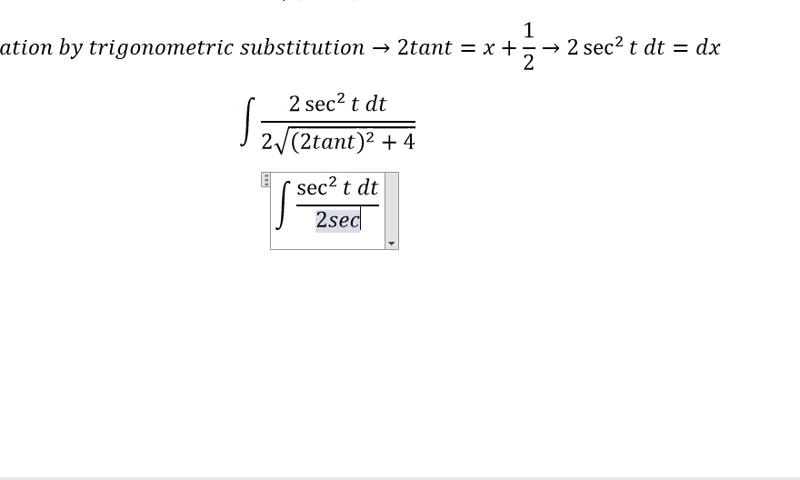 ation by trigonometric substitution → 2tant = x + 1/2 → 2 sec² t dt = dx
∫ 2 sec² t dt / 2√(2tant)² + 4
∫ sec² t dt / 2sec